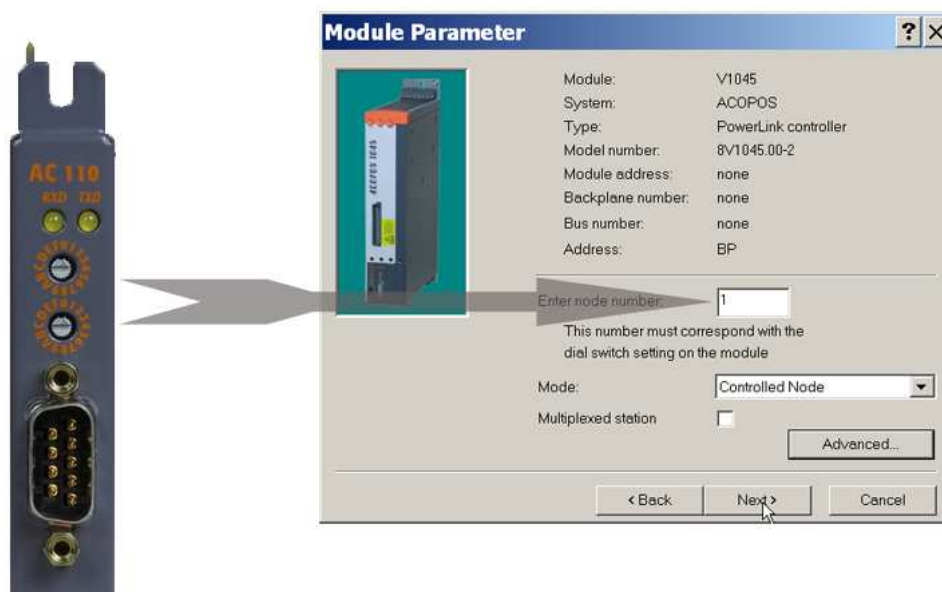 AC 110
RXD TXD
Module Parameter
ACOPOS 1045
Module: V1045
System: ACOPOS
Type: PowerLink controller
Model number: 8V1045.00-2
Module address: none
Backplane number: none
Bus number: none
Address: BP
Enter node number: 1
This number must correspond with the
dial switch setting on the module
Mode: Controlled Node
Multiplexed station
Advanced...
< Back
Next >
Cancel